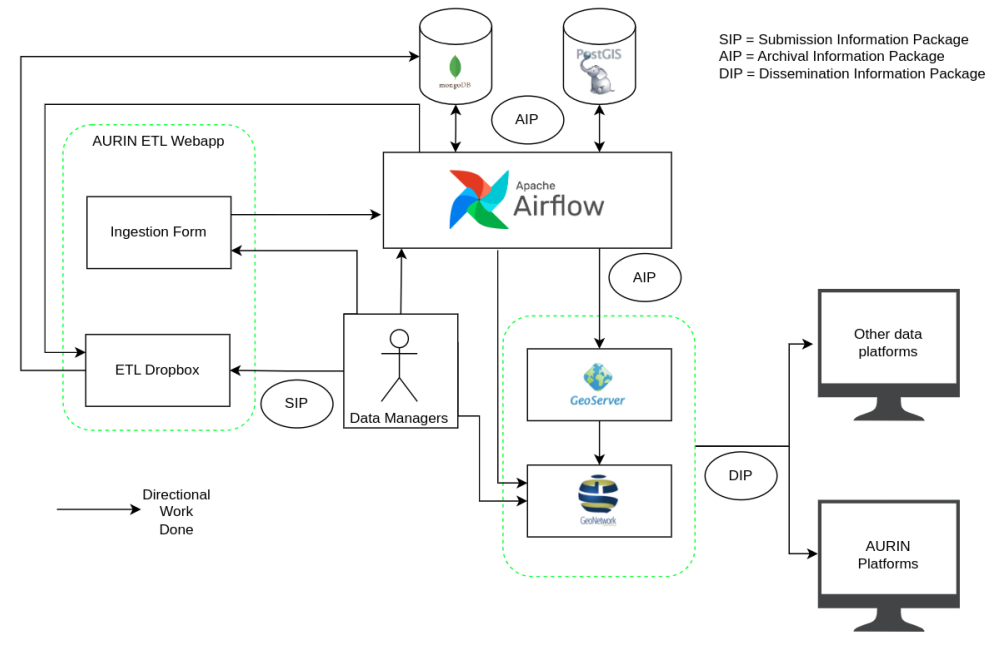 SIP = Submission Information Package
AIP = Archival Information Package
DIP = Dissemination Information Package
mongoDB
PostGIS
AIP
AURIN ETL Webapp
Apache
Airflow
Ingestion Form
AIP
ETL Dropbox
SIP
Data Managers
GeoServer
GeoNetwork
Other data
platforms
DIP
Directional
Work
Done
AURIN
Platforms